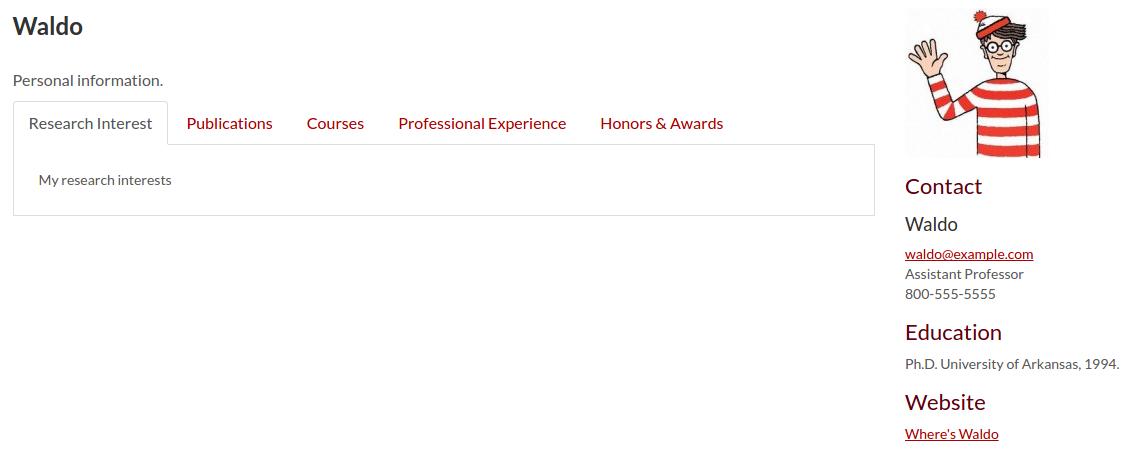 Waldo
Personal information.
Research Interest Publications Courses Professional Experience Honors & Awards
My research interests
Contact
Waldo
waldo@example.com
Assistant Professor
800-555-5555
Education
Ph.D. University of Arkansas, 1994.
Website
Where's Waldo